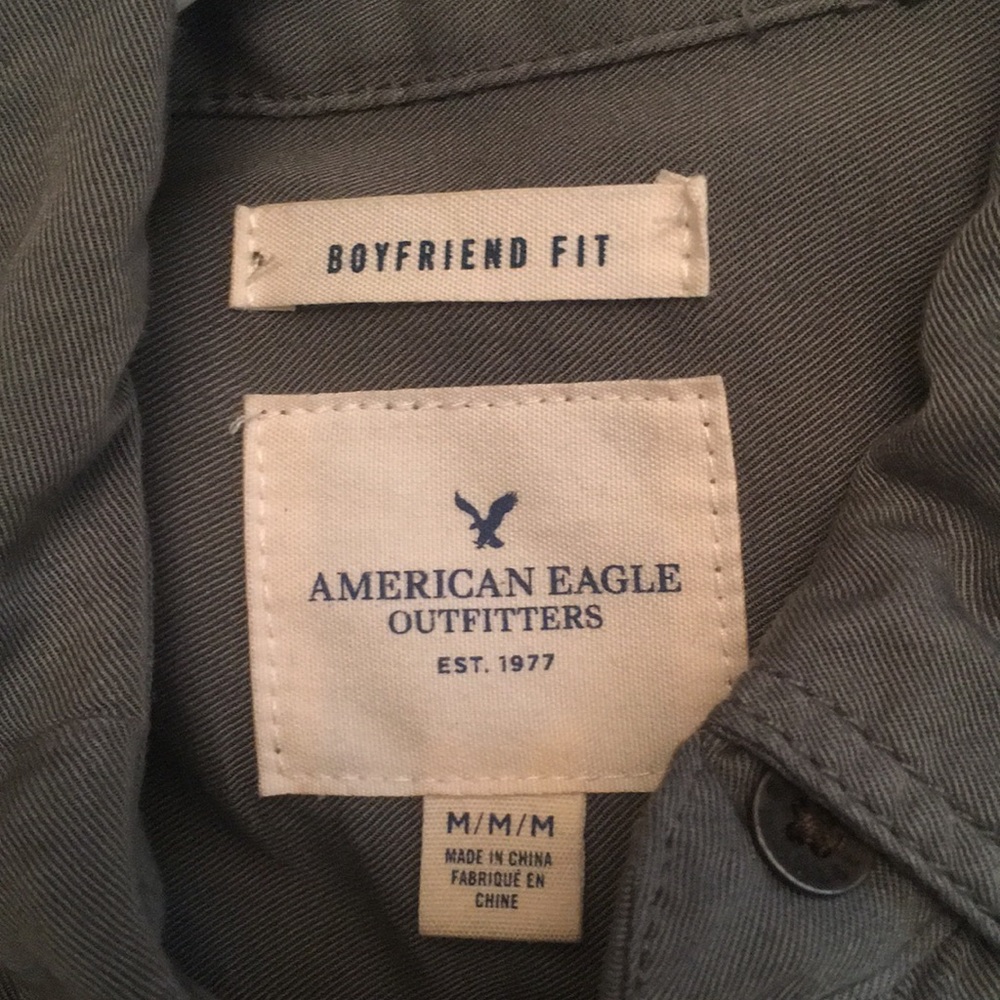 BOYFRIEND FIT
AMERICAN EAGLE
OUTFITTERS
EST. 1977
M/M/M
MADE IN CHINA
FABRIQUÉ EN
CHINE